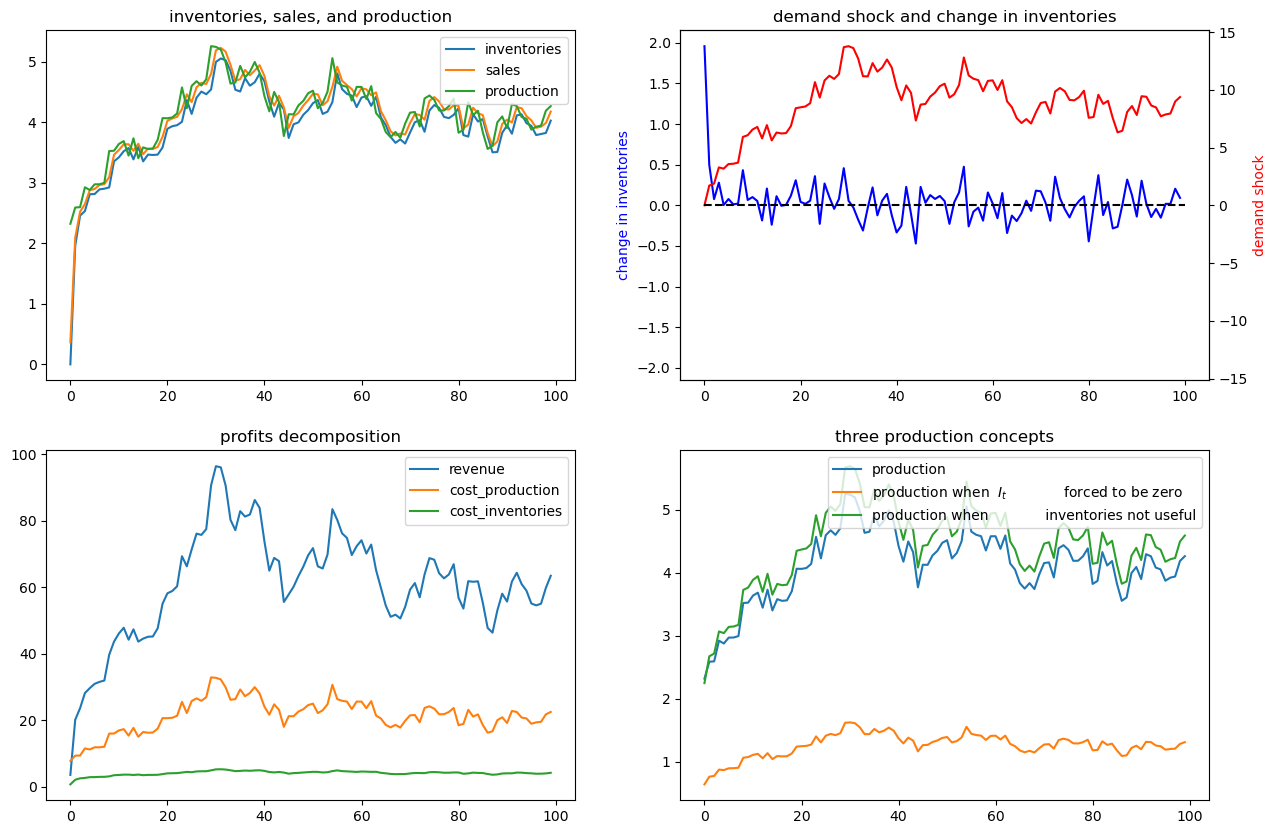 inventories, sales, and production
inventories
sales
production
5
4
3
2
1
0
0 20 40 60 80 100
demand shock and change in inventories
change in inventories
2.0
1.5
1.0
0.5
0.0
−0.5
−1.0
−1.5
−2.0
15
10
5
0
−5
−10
−15
demand shock
0 20 40 60 80 100
profits decomposition
revenue
cost_production
cost_inventories
100
80
60
40
20
0
0 20 40 60 80 100
three production concepts
production
production when I_t forced to be zero
production when inventories not useful
5
4
3
2
1
0 20 40 60 80 100